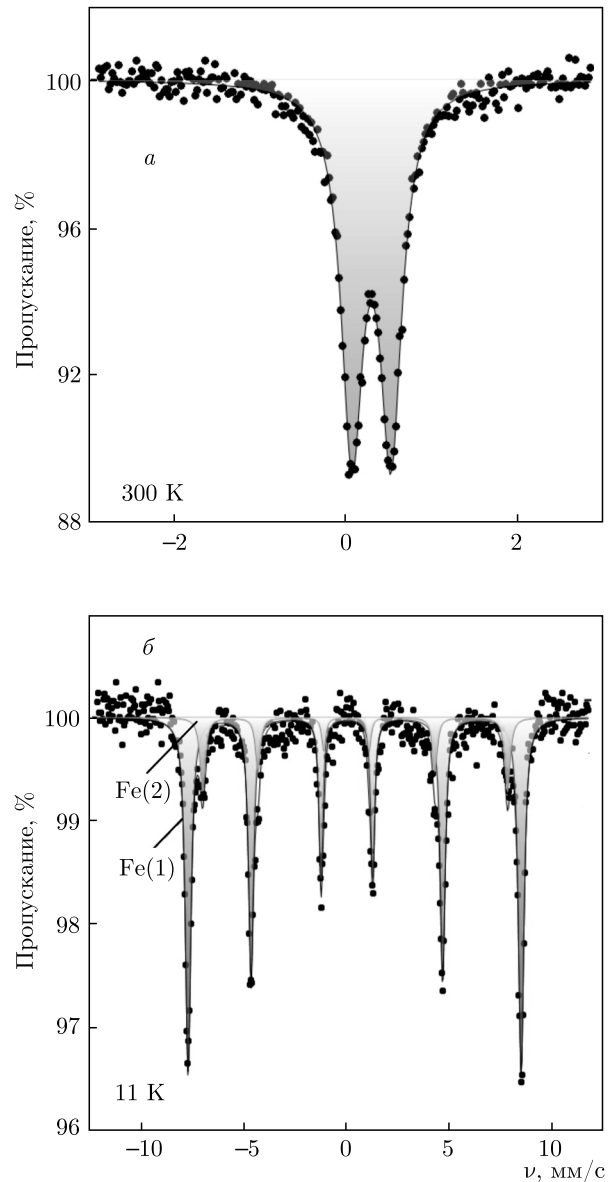 100
а
96
Пропускание, %
92
300 K
88
–2
0
2
б
100
Fe(2)
99
Fe(1)
Пропускание, %
98
97
11 K
96
–10
–5
0
5
10
ν, мм/с